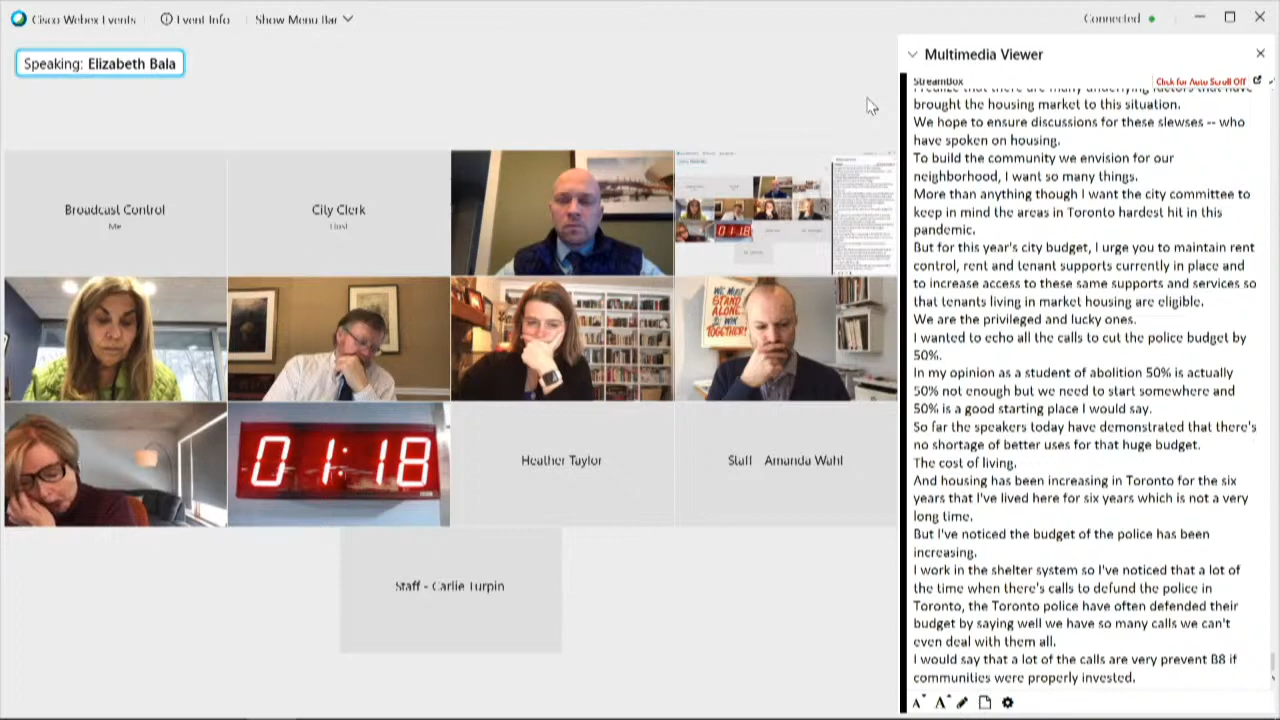 Cisco Webex Events
Event Info
Show Menu Bar
Connected
Speaking: Elizabeth Bala
Multimedia Viewer
StreamBox
Click for Auto Scroll Off
I realize that there are many underlying factors that have
brought the housing market to this situation.
We hope to ensure discussions for these slewses -- who
have spoken on housing.
To build the community we envision for our
neighborhood, I want so many things.
More than anything though I want the city committee to
keep in mind the areas in Toronto hardest hit in this
pandemic.
But for this year's city budget, I urge you to maintain rent
control, rent and tenant supports currently in place and
to increase access to these same supports and services so
that tenants living in market housing are eligible.
We are the privileged and lucky ones.
I wanted to echo all the calls to cut the police budget by
50%.
In my opinion as a student of abolition 50% is actually
50% not enough but we need to start somewhere and
50% is a good starting place I would say.
So far the speakers today have demonstrated that there's
no shortage of better uses for that huge budget.
The cost of living.
And housing has been increasing in Toronto for the six
years that I've lived here for six years which is not a very
long time.
But I've noticed the budget of the police has been
increasing.
I work in the shelter system so I've noticed that a lot of
the time when there's calls to defund the police in
Toronto, the Toronto police have often defended their
budget by saying well we have so many calls we can't
even deal with them all.
I would say that a lot of the calls are very prevent B8 if
communities were properly invested.
Broadcast Control
Me
City Clerk
Host
01:18
WE MUST
STAND
ALONE
OR WIN
TOGETHER!
01:18
Heather Taylor
Staff Amanda Wahl
Staff - Carlie Turpin